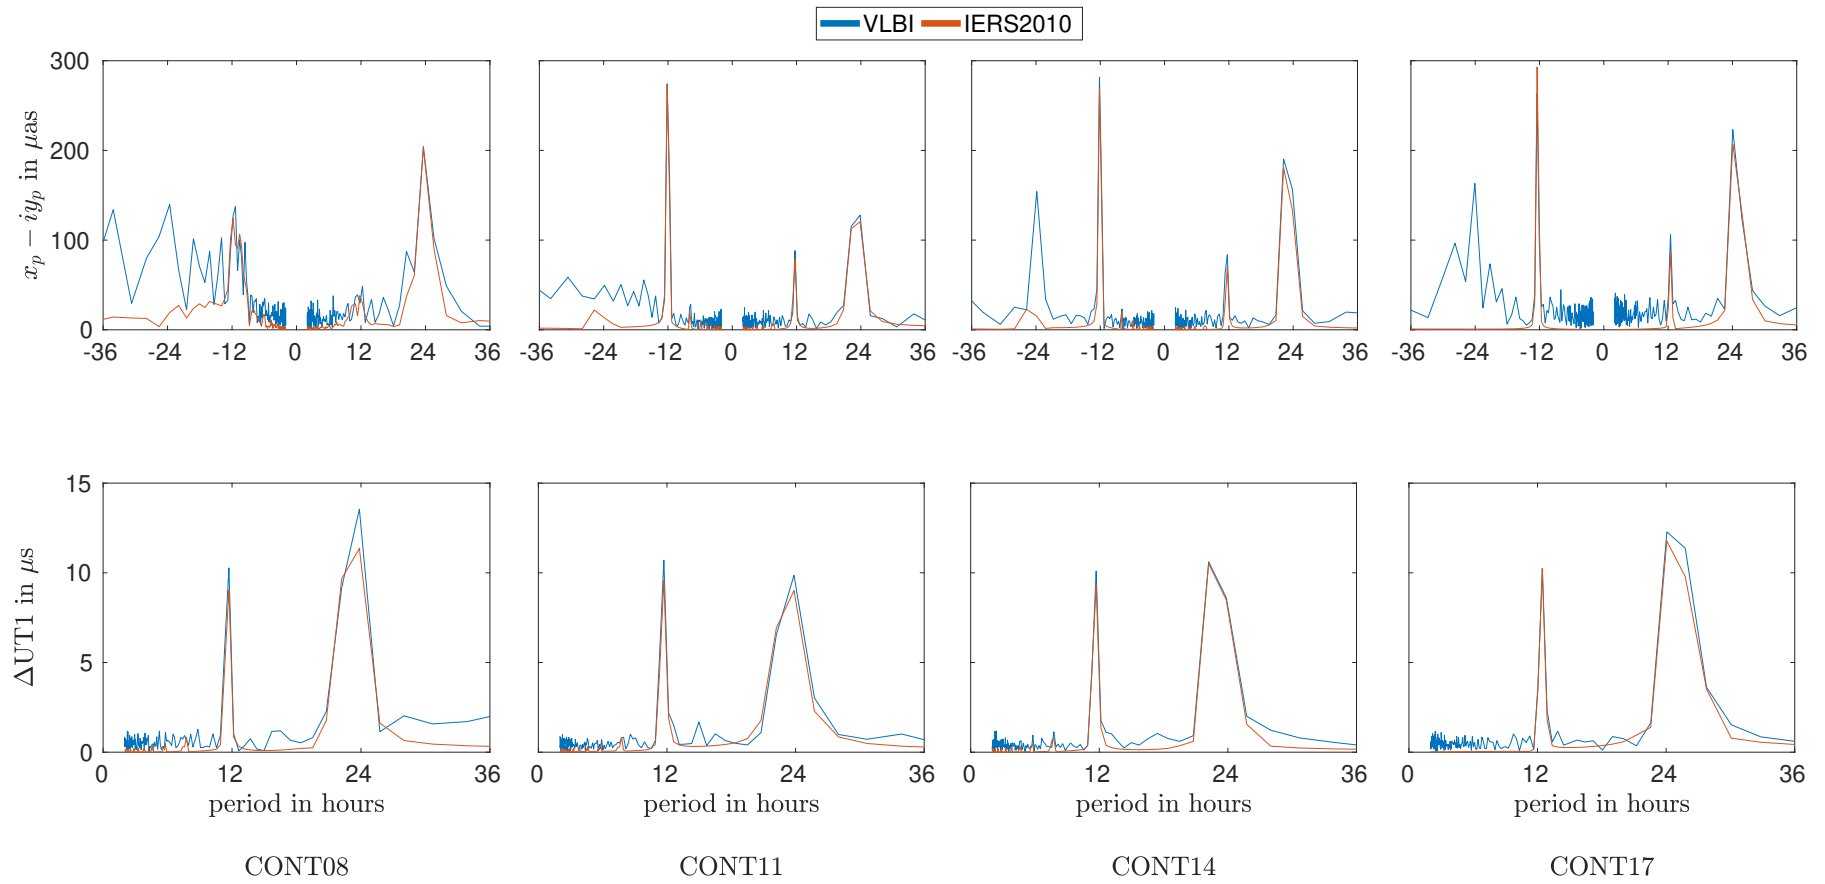 VLBI IERS2010
300
200
100
0
x_p − iy_p in μas
-36 -24 -12 0 12 24 36
-36 -24 -12 0 12 24 36
-36 -24 -12 0 12 24 36
-36 -24 -12 0 12 24 36
15
10
5
0
ΔUT1 in μs
0 12 24 36
0 12 24 36
0 12 24 36
0 12 24 36
period in hours period in hours period in hours period in hours
CONT08 CONT11 CONT14 CONT17